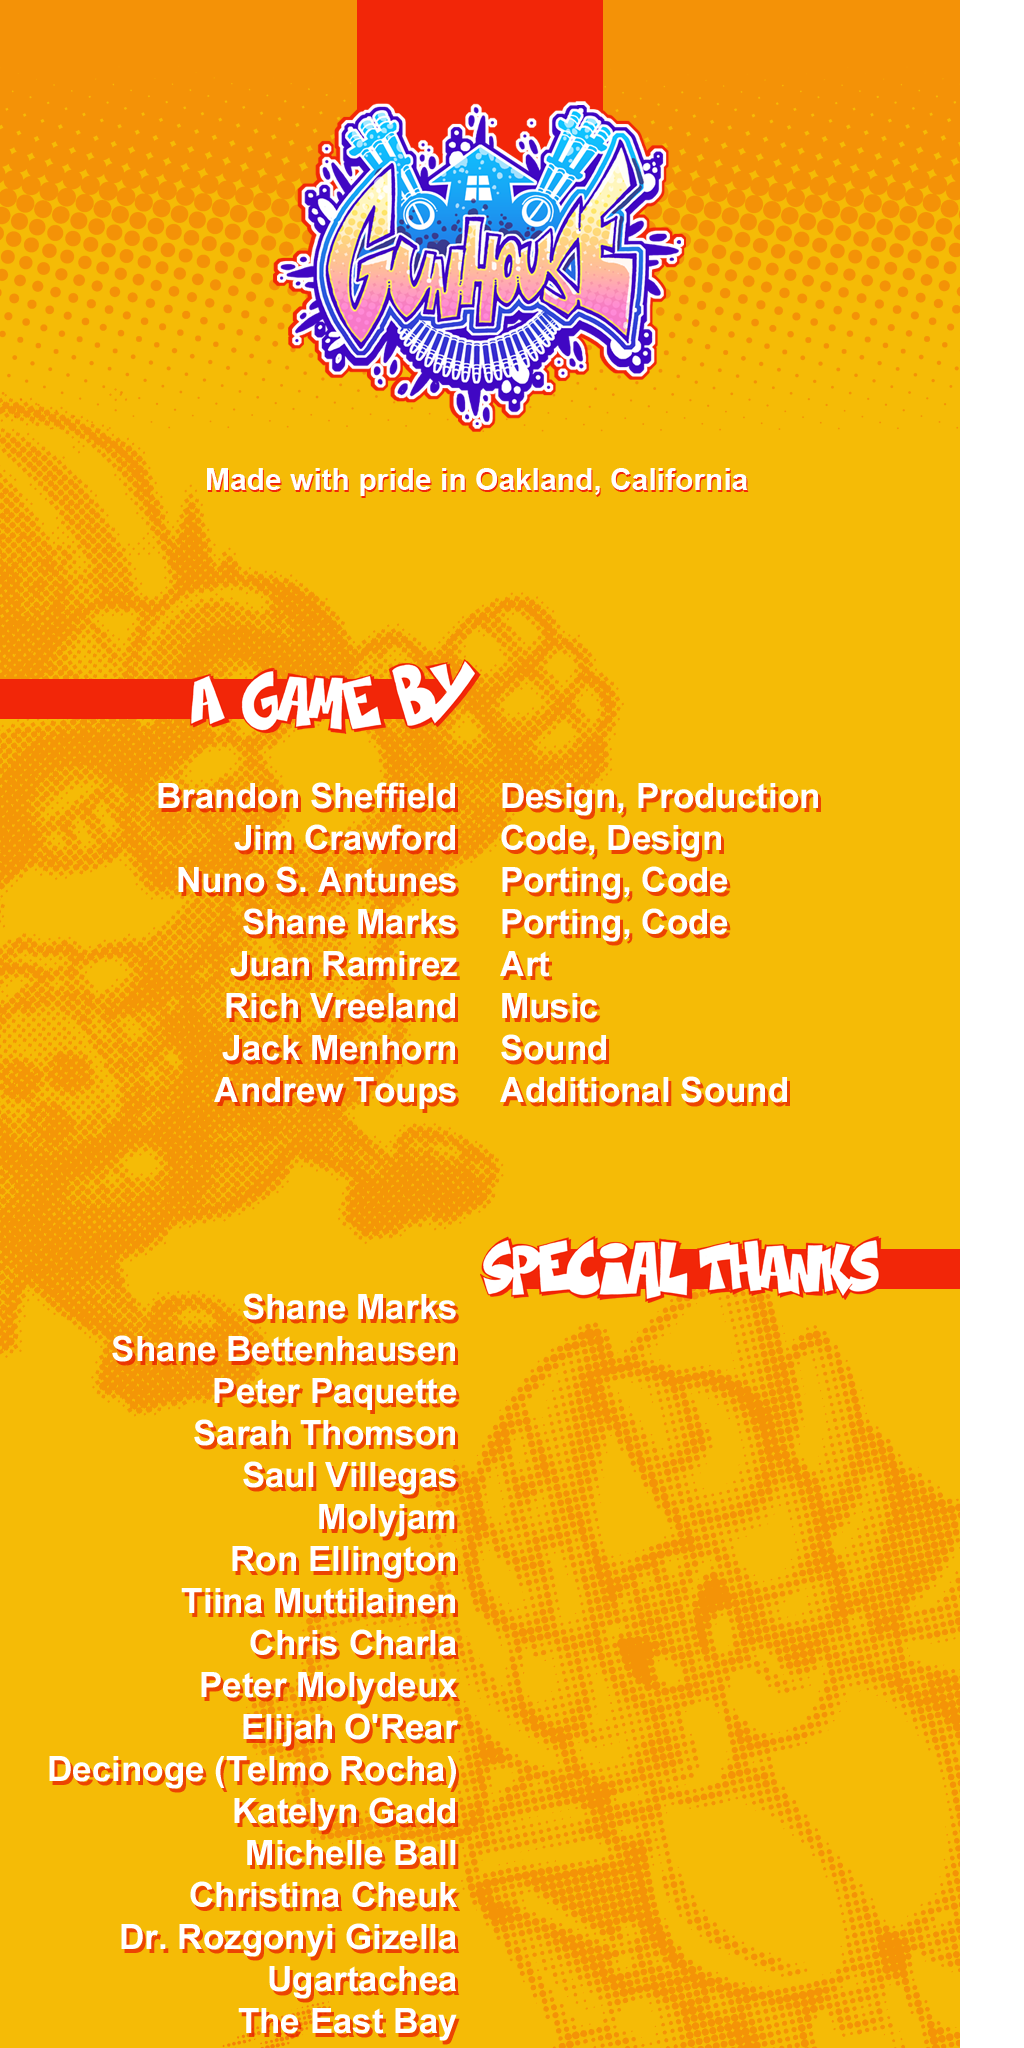 GUNHOUSE
Made with pride in Oakland, California
A GAME BY
Brandon Sheffield Design, Production
Jim Crawford Code, Design
Nuno S. Antunes Porting, Code
Shane Marks Porting, Code
Juan Ramirez Art
Rich Vreeland Music
Jack Menhorn Sound
Andrew Toups Additional Sound
SPECIAL THANKS
Shane Marks
Shane Bettenhausen
Peter Paquette
Sarah Thomson
Saul Villegas
Molyjam
Ron Ellington
Tiina Muttilainen
Chris Charla
Peter Molydeux
Elijah O'Rear
Decinoge (Telmo Rocha)
Katelyn Gadd
Michelle Ball
Christina Cheuk
Dr. Rozgonyi Gizella
Ugartachea
The East Bay